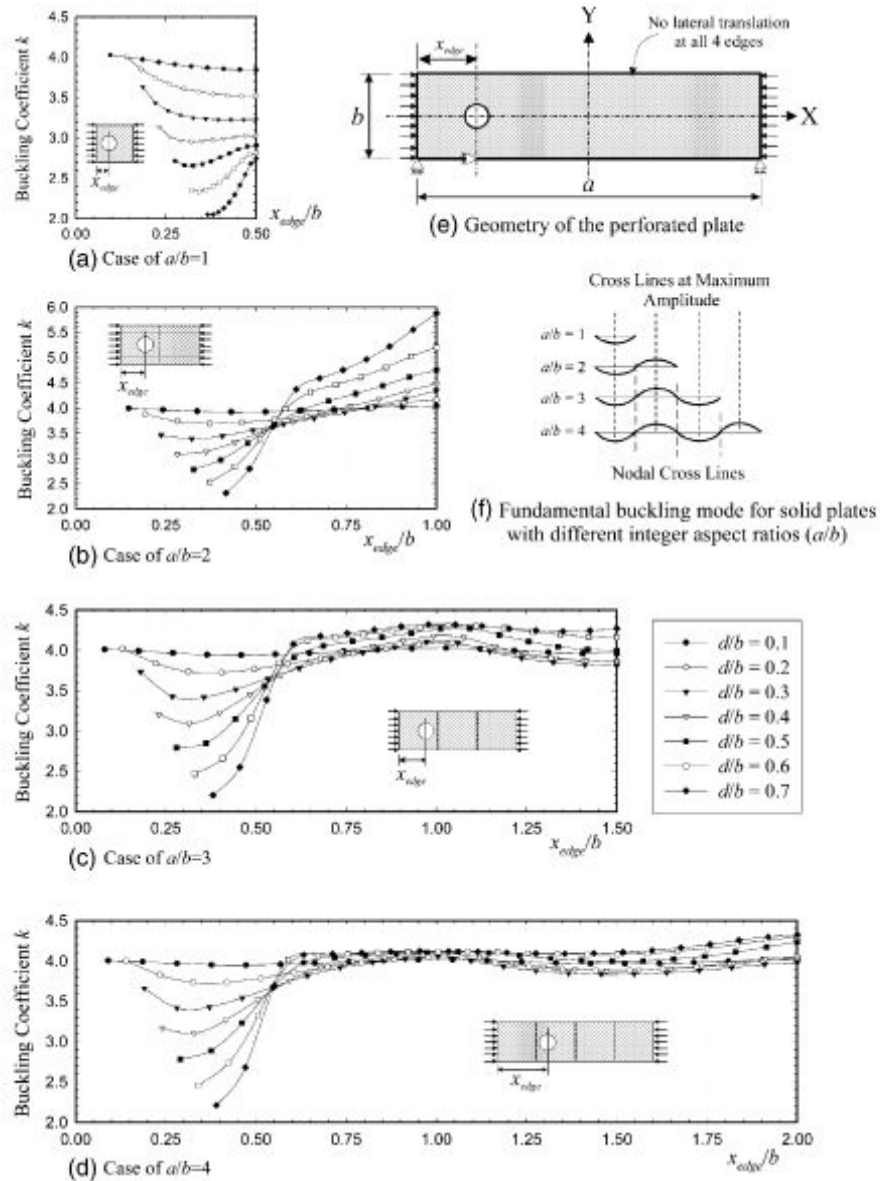 Buckling Coefficient k
4.5
4.0
3.5
3.0
2.5
2.0
0.00
0.25
0.50
x_edge
x_edge/b
(a) Case of a/b=1
Y
No lateral translation
at all 4 edges
x_edge
b
X
a
(e) Geometry of the perforated plate
Buckling Coefficient k
6.0
5.5
5.0
4.5
4.0
3.5
3.0
2.5
2.0
0.00
0.25
0.50
0.75
1.00
x_edge
x_edge/b
(b) Case of a/b=2
Cross Lines at Maximum
Amplitude
a/b = 1
a/b = 2
a/b = 3
a/b = 4
Nodal Cross Lines
(f) Fundamental buckling mode for solid plates
with different integer aspect ratios (a/b)
Buckling Coefficient k
4.5
4.0
3.5
3.0
2.5
2.0
0.00
0.25
0.50
0.75
1.00
1.25
1.50
x_edge
x_edge/b
(c) Case of a/b=3
d/b = 0.1
d/b = 0.2
d/b = 0.3
d/b = 0.4
d/b = 0.5
d/b = 0.6
d/b = 0.7
Buckling Coefficient k
4.5
4.0
3.5
3.0
2.5
2.0
0.00
0.25
0.50
0.75
1.00
1.25
1.50
1.75
2.00
x_edge
x_edge/b
(d) Case of a/b=4